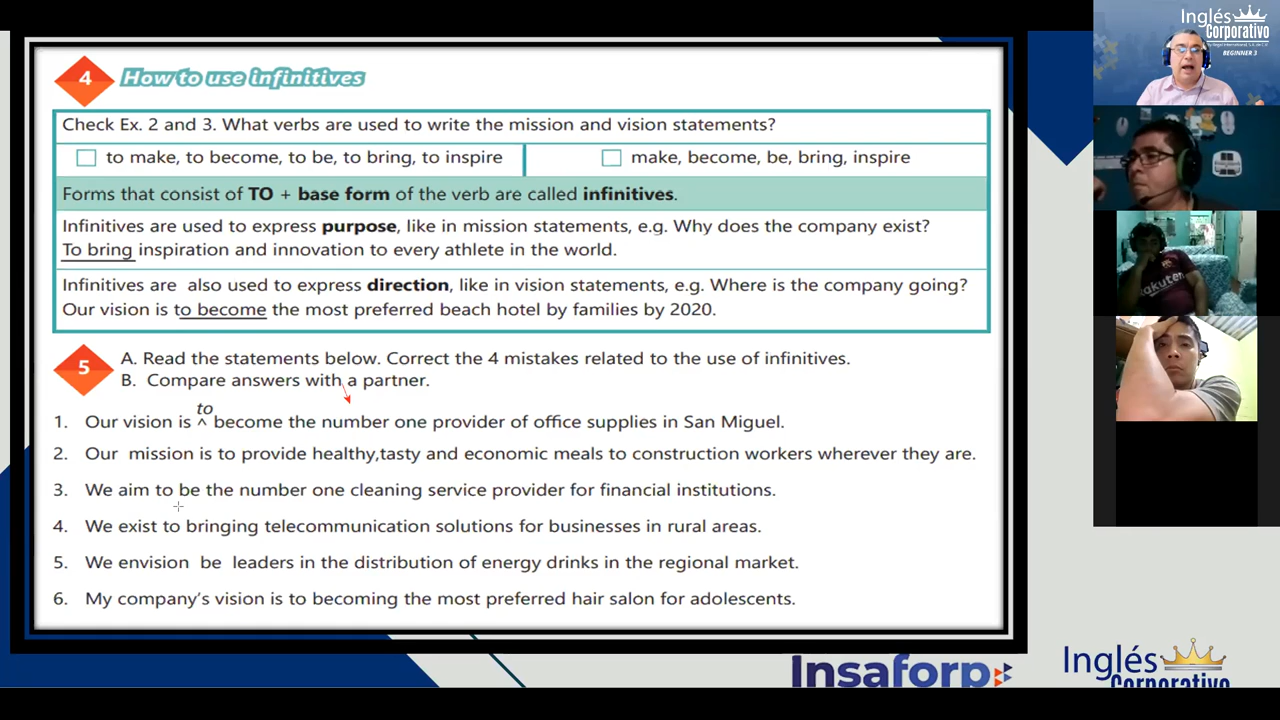 4 How to use infinitives
Check Ex. 2 and 3. What verbs are used to write the mission and vision statements?
to make, to become, to be, to bring, to inspire
make, become, be, bring, inspire
Forms that consist of TO + base form of the verb are called infinitives.
Infinitives are used to express purpose, like in mission statements, e.g. Why does the company exist?
To bring inspiration and innovation to every athlete in the world.
Infinitives are also used to express direction, like in vision statements, e.g. Where is the company going?
Our vision is to become the most preferred beach hotel by families by 2020.
5 A. Read the statements below. Correct the 4 mistakes related to the use of infinitives.
B. Compare answers with a partner.
to
1. Our vision is ^ become the number one provider of office supplies in San Miguel.
2. Our mission is to provide healthy,tasty and economic meals to construction workers wherever they are.
3. We aim to be the number one cleaning service provider for financial institutions.
4. We exist to bringing telecommunication solutions for businesses in rural areas.
5. We envision be leaders in the distribution of energy drinks in the regional market.
6. My company's vision is to becoming the most preferred hair salon for adolescents.
Inglés
Corporativo
BEGINNER 3
Insaforp
Inglés
Corporativo